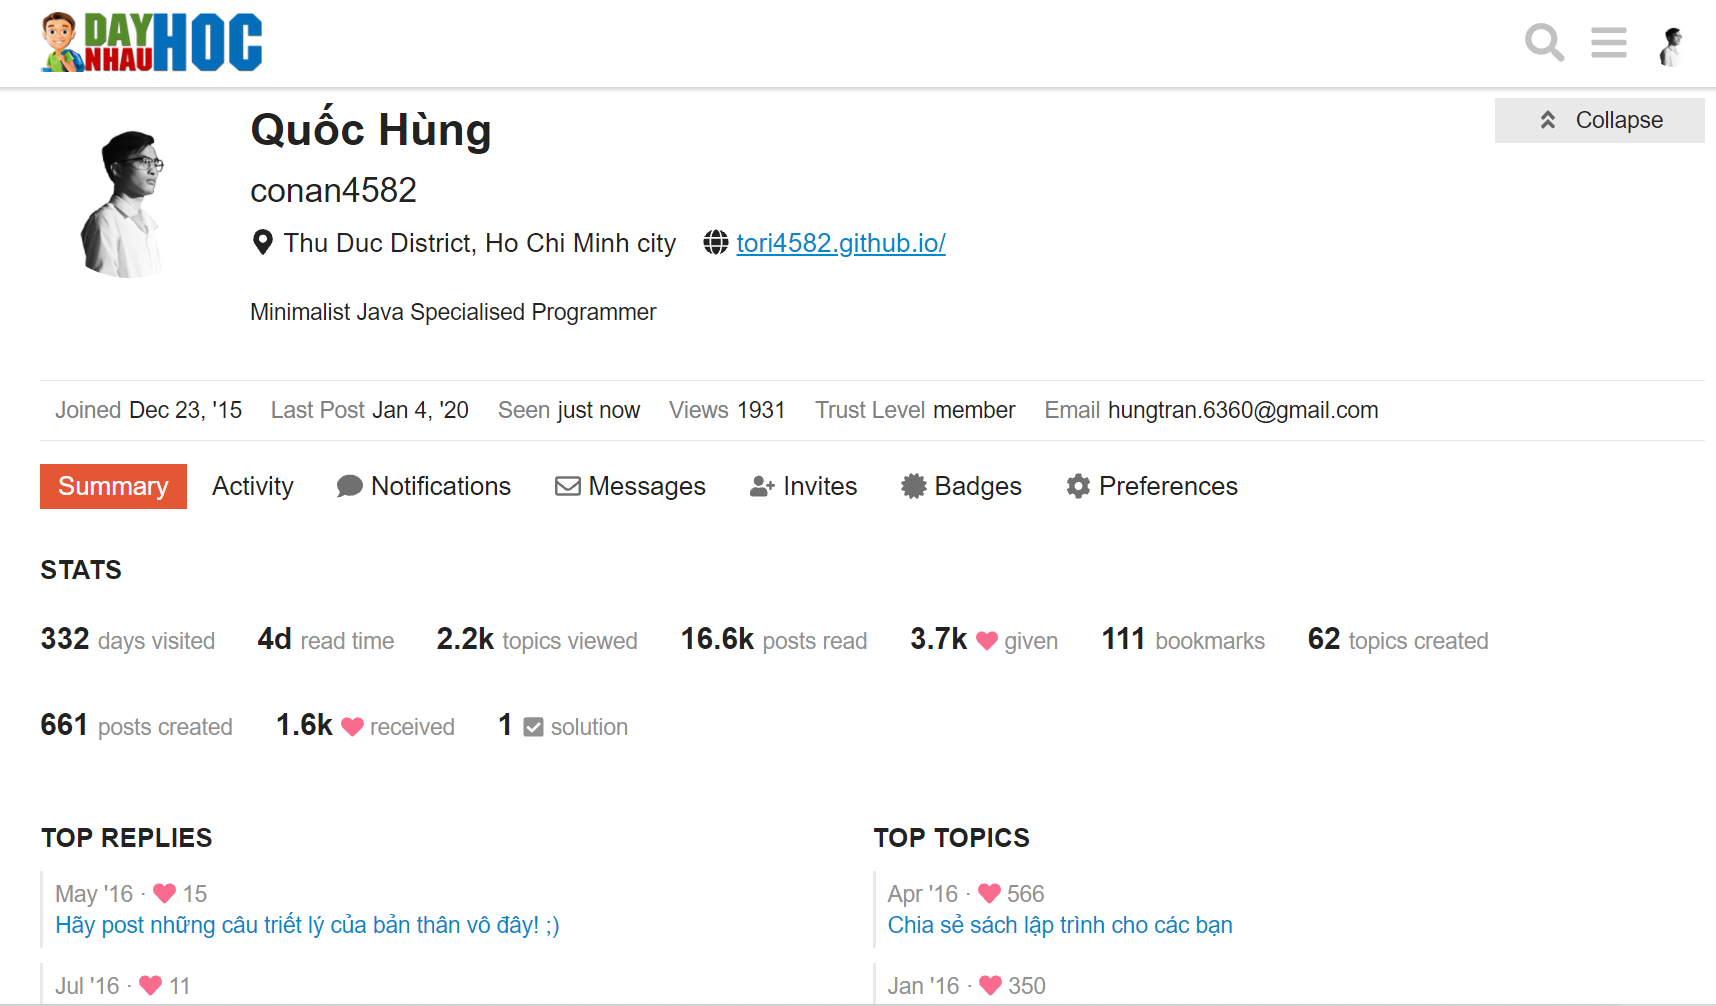 DAY NHAU HOC
Collapse
Quốc Hùng
conan4582
Thu Duc District, Ho Chi Minh city tori4582.github.io/
Minimalist Java Specialised Programmer
Joined Dec 23, '15 Last Post Jan 4, '20 Seen just now Views 1931 Trust Level member Email hungtran.6360@gmail.com
Summary Activity Notifications Messages Invites Badges Preferences
STATS
332 days visited 4d read time 2.2k topics viewed 16.6k posts read 3.7k given 111 bookmarks 62 topics created
661 posts created 1.6k received 1 solution
TOP REPLIES
May '16 · 15
Hãy post những câu triết lý của bản thân vô đây! ;)
Jul '16 · 11
TOP TOPICS
Apr '16 · 566
Chia sẻ sách lập trình cho các bạn
Jan '16 · 350